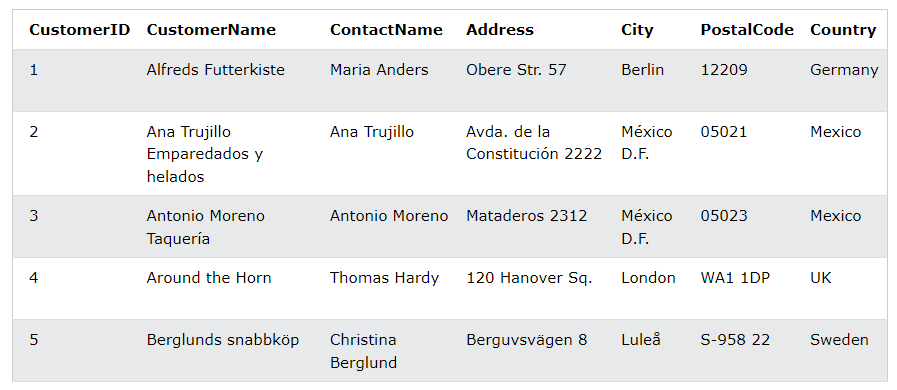 CustomerID CustomerName ContactName Address City PostalCode Country
1 Alfreds Futterkiste Maria Anders Obere Str. 57 Berlin 12209 Germany
2 Ana Trujillo Ana Trujillo Avda. de la México 05021 Mexico
Emparedados y Constitución 2222 D.F.
helados
3 Antonio Moreno Antonio Moreno Mataderos 2312 México 05023 Mexico
Taquería D.F.
4 Around the Horn Thomas Hardy 120 Hanover Sq. London WA1 1DP UK
5 Berglunds snabbköp Christina Berguvsvägen 8 Luleå S-958 22 Sweden
Berglund